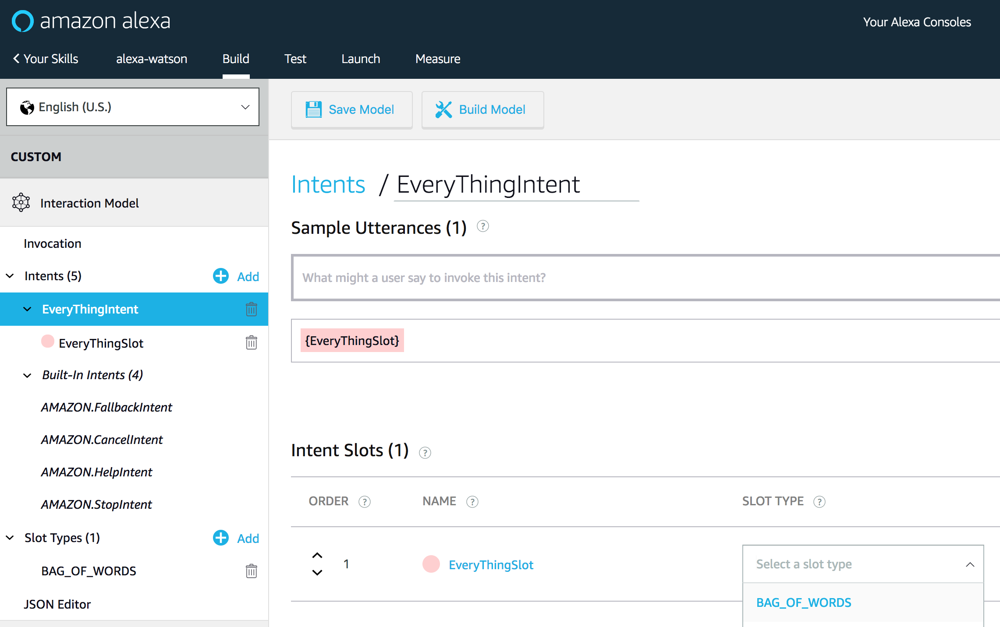 amazon alexa
Your Alexa Consoles
Your Skills
alexa-watson
Build
Test
Launch
Measure
English (U.S.)
CUSTOM
Interaction Model
Invocation
Intents (5)
Add
EveryThingIntent
EveryThingSlot
Built-In Intents (4)
AMAZON.FallbackIntent
AMAZON.CancelIntent
AMAZON.HelpIntent
AMAZON.StopIntent
Slot Types (1)
Add
BAG_OF_WORDS
JSON Editor
Save Model
Build Model
Intents / EveryThingIntent
Sample Utterances (1) ?
What might a user say to invoke this intent?
{EveryThingSlot}
Intent Slots (1) ?
ORDER ?
NAME ?
SLOT TYPE ?
1
EveryThingSlot
Select a slot type
BAG_OF_WORDS